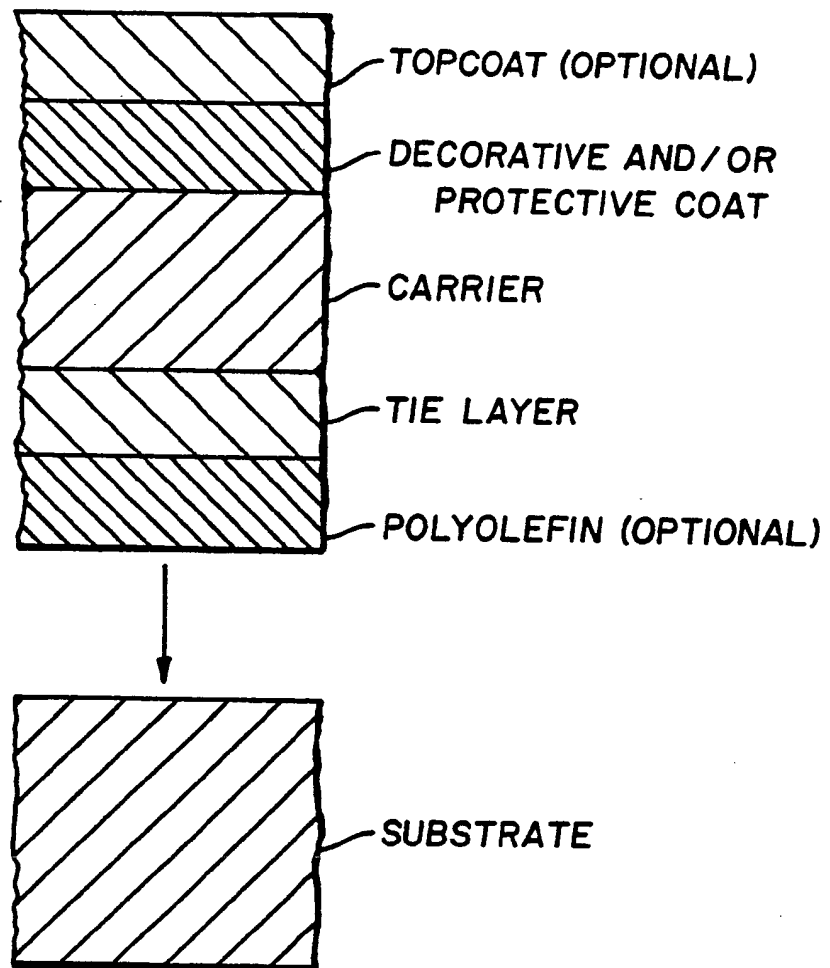 TOPCOAT (OPTIONAL)
DECORATIVE AND/OR
PROTECTIVE COAT
CARRIER
TIE LAYER
POLYOLEFIN (OPTIONAL)
SUBSTRATE